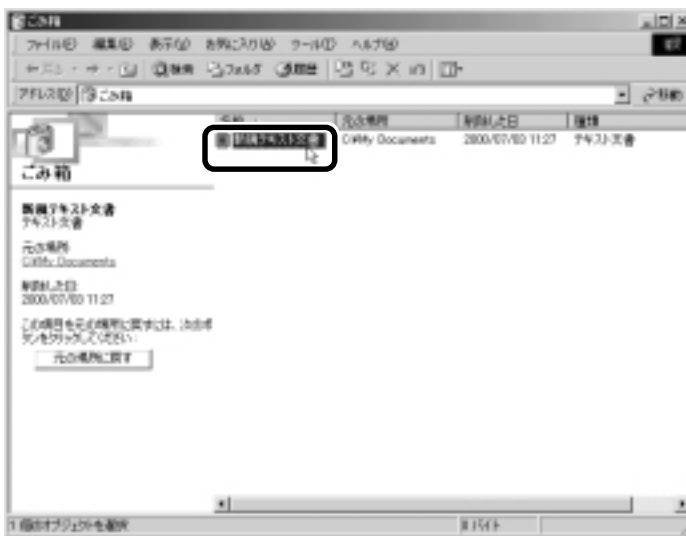 ごみ箱
ファイル(F) 編集(E) 表示(V) お気に入り(A) ツール(T) ヘルプ(H)
検索 フォルダ 履歴
アドレス(D) ごみ箱 移動
名前 元の場所 削除した日 種類
新規テキスト文書 C:\My Documents 2000/07/03 11:27 テキスト文書
ごみ箱
新規テキスト文書
テキスト文書
元の場所
C:\My Documents
削除した日:
2000/07/03 11:27
この項目を元の場所に戻すには、次のボ
タンをクリックしてください:
元の場所に戻す
1 個のオブジェクトを選択 0 バイト